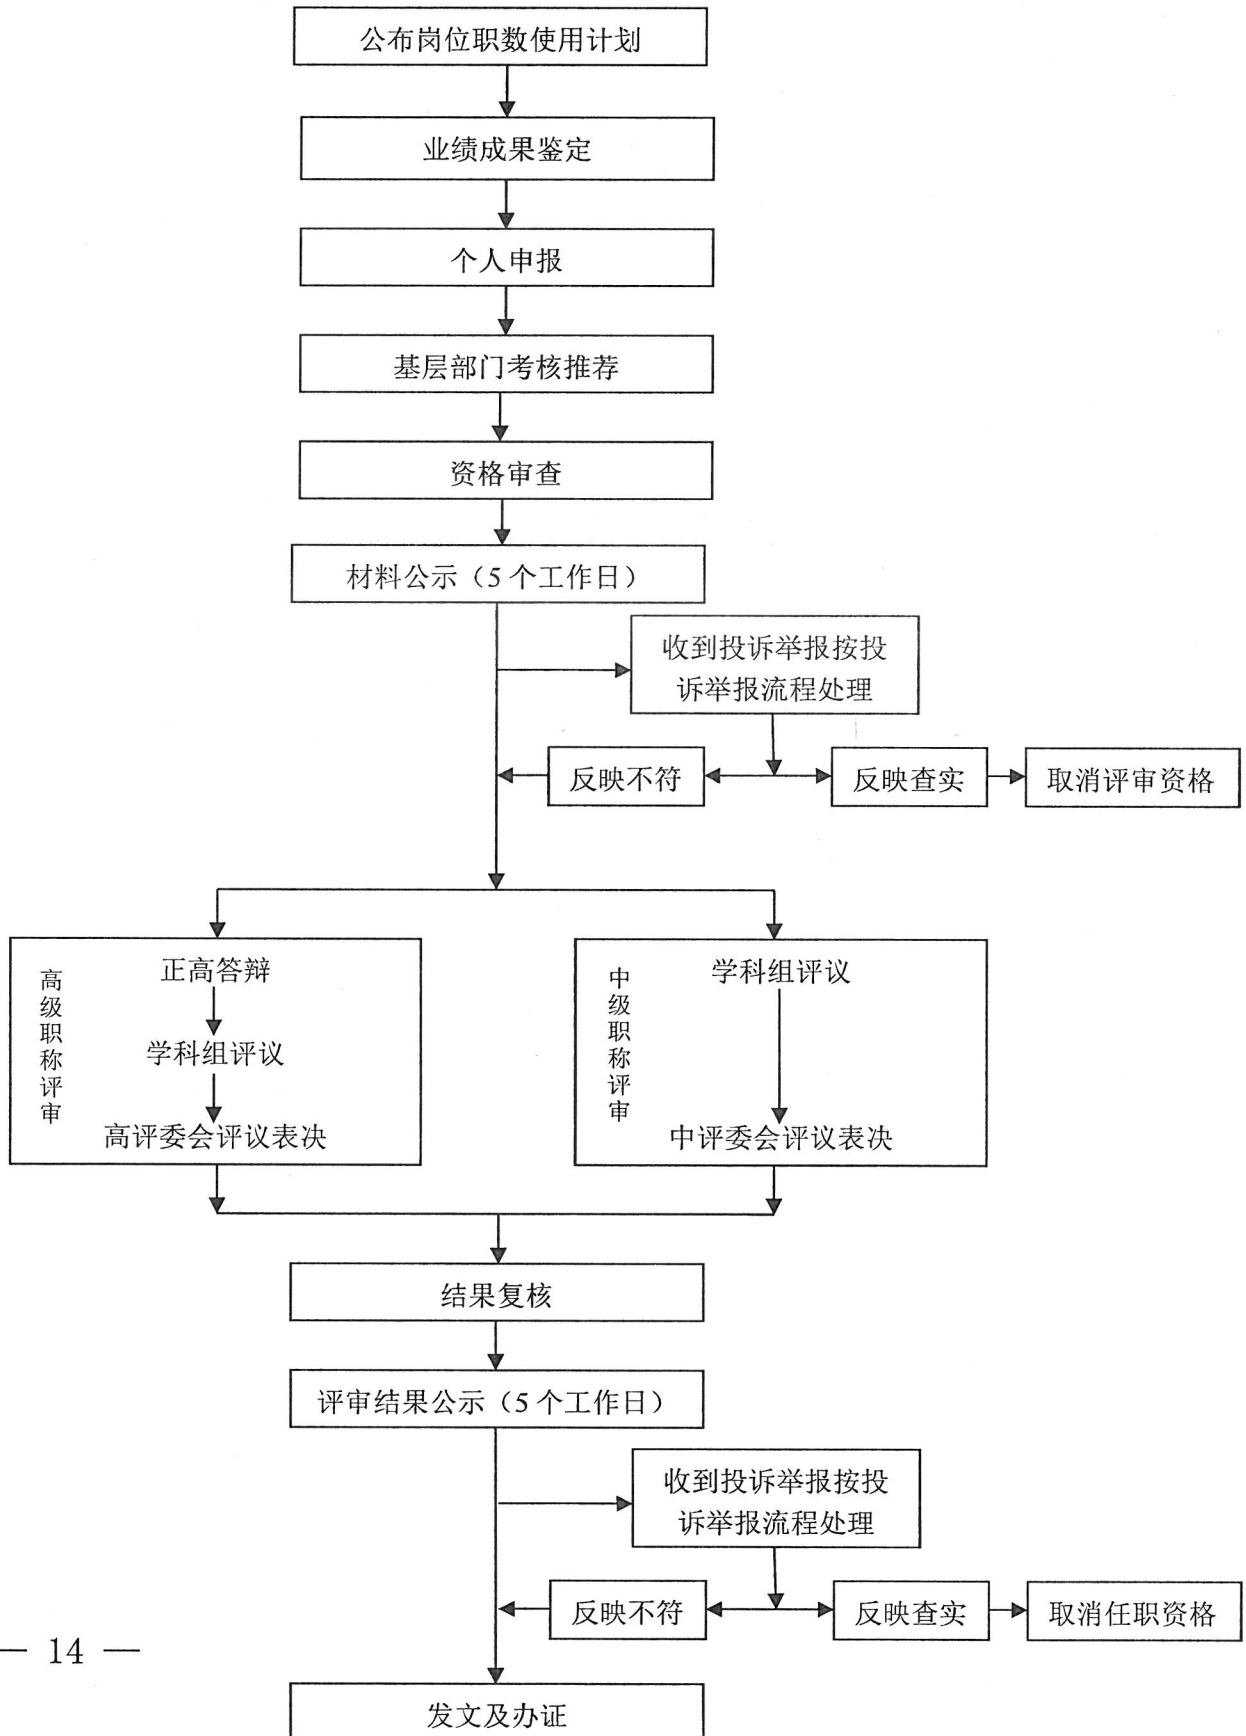 公布岗位职数使用计划
业绩成果鉴定
个人申报
基层部门考核推荐
资格审查
材料公示（5 个工作日）
收到投诉举报按投
诉举报流程处理
反映不符
反映查实
取消评审资格
高级职称评审
正高答辩
学科组评议
高评委会评议表决
中级职称评审
学科组评议
中评委会评议表决
结果复核
评审结果公示（5 个工作日）
收到投诉举报按投
诉举报流程处理
反映不符
反映查实
取消任职资格
— 14 —
发文及办证